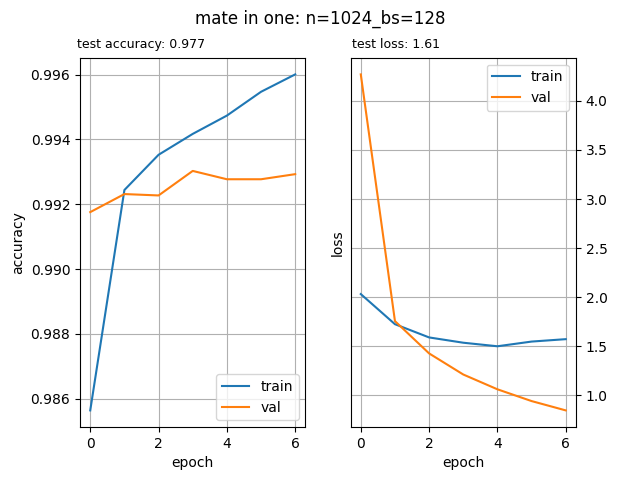 mate in one: n=1024_bs=128
test accuracy: 0.977
0.996
0.994
0.992
0.990
0.988
0.986
accuracy
0 2 4 6
epoch
train
val
test loss: 1.61
4.0
3.5
3.0
2.5
2.0
1.5
1.0
loss
0 2 4 6
epoch
train
val